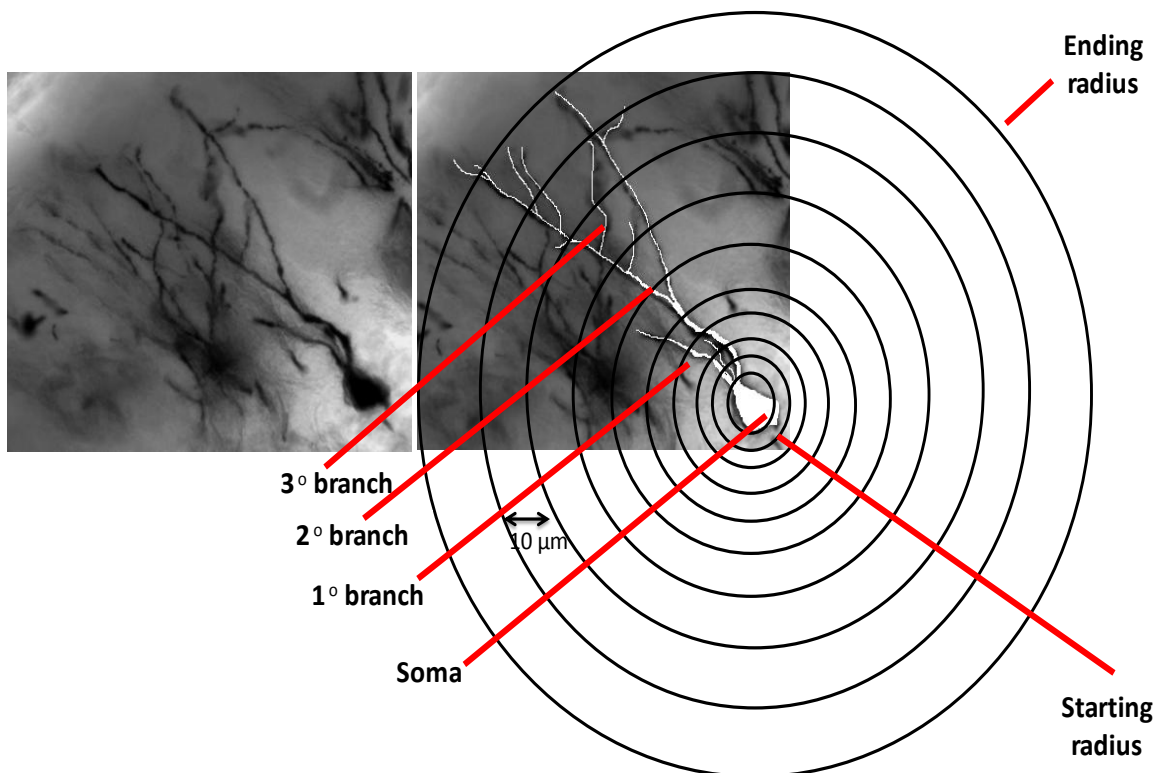 Ending
radius
3° branch
2° branch
10 μm
1° branch
Soma
Starting
radius